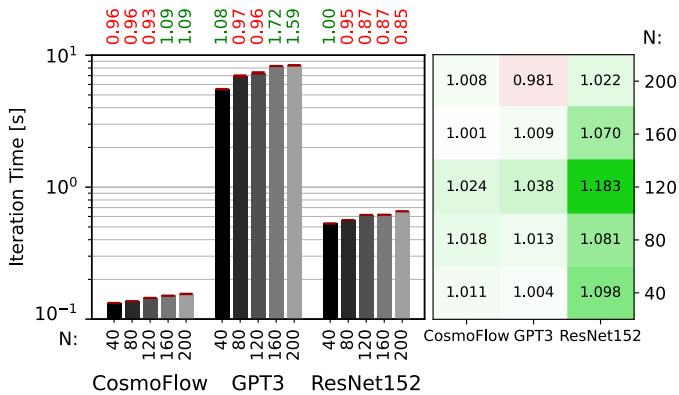 0.96 0.96 0.93 1.09 1.09 1.08 0.97 0.96 1.72 1.59 1.00 0.95 0.87 0.87 0.85
N:
10^1
10^0
10^-1
Iteration Time [s]
N: 40 80 120 160 200 40 80 120 160 200 40 80 120 160 200
CosmoFlow GPT3 ResNet152
1.008 0.981 1.022 200
1.001 1.009 1.070 160
1.024 1.038 1.183 120
1.018 1.013 1.081 80
1.011 1.004 1.098 40
CosmoFlow GPT3 ResNet152